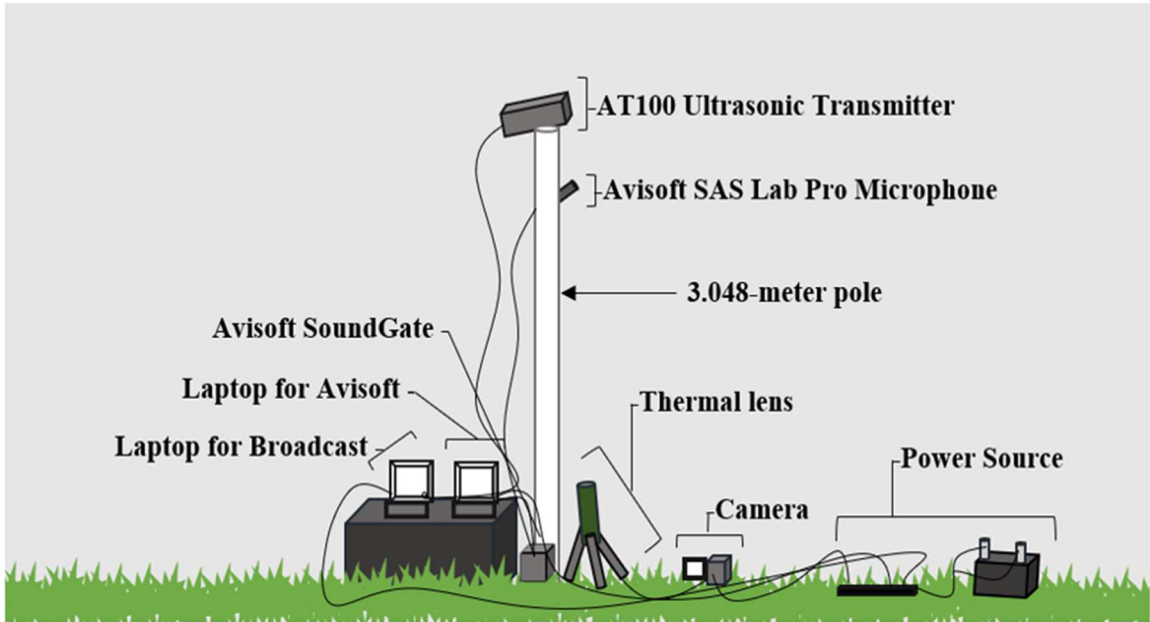 AT100 Ultrasonic Transmitter
Avisoft SAS Lab Pro Microphone
3.048-meter pole
Avisoft SoundGate
Laptop for Avisoft
Thermal lens
Laptop for Broadcast
Power Source
Camera